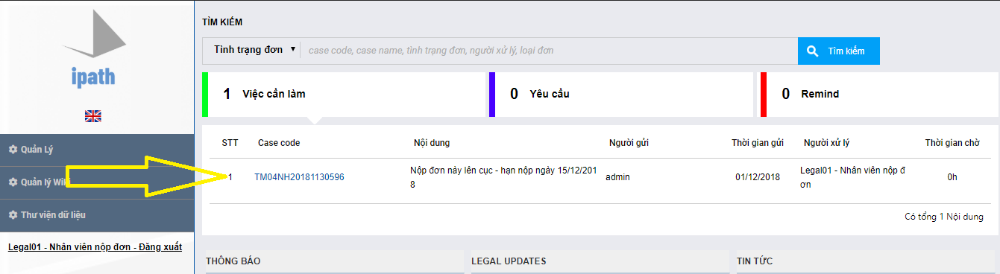 ipath
Quản Lý
Quản lý Wiki
Thư viện dữ liệu
Legal01 - Nhân viên nộp đơn - Đăng xuất
TÌM KIẾM
Tình trạng đơn ▼ case code, case name, tình trạng đơn, người xử lý, loại đơn Tìm kiếm
1 Việc cần làm 0 Yêu cầu 0 Remind
STT Case code Nội dung Người gửi Thời gian gửi Người xử lý Thời gian chờ
1 TM04NH20181130596 Nộp đơn này lên cục - hạn nộp ngày 15/12/201 admin 01/12/2018 Legal01 - Nhân viên nộp đ 0h
8 ơn
Có tổng 1 Nội dung
THÔNG BÁO LEGAL UPDATES TIN TỨC